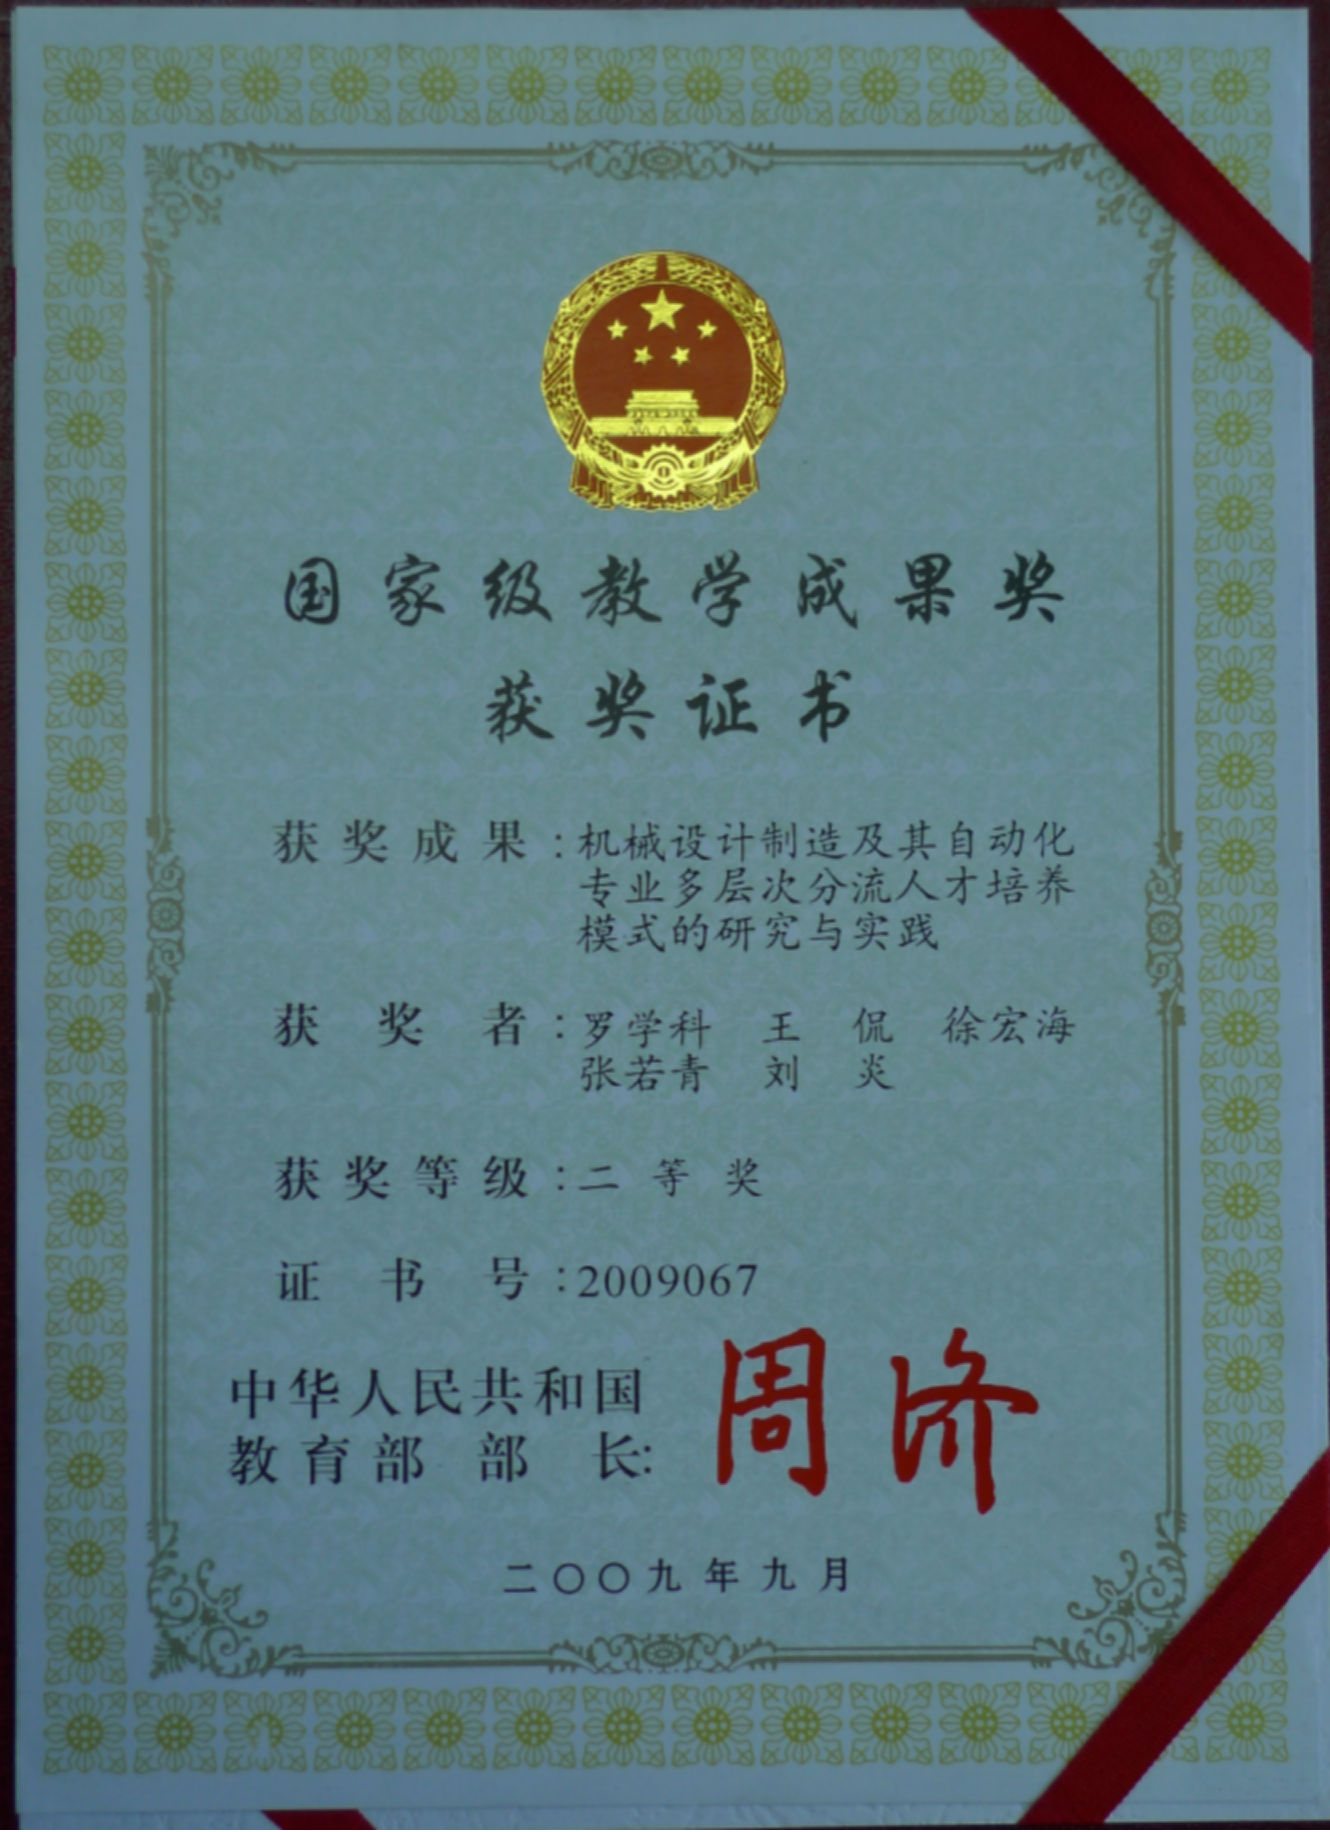 国家级教学成果奖
获奖证书
获奖成果:机械设计制造及其自动化
专业多层次分流人才培养
模式的研究与实践
获奖者:罗学科 王侃 徐宏海
张若青 刘炎
获奖等级:二等奖
证书号:2009067
中华人民共和国
教育部部长:周济
二〇〇九年九月